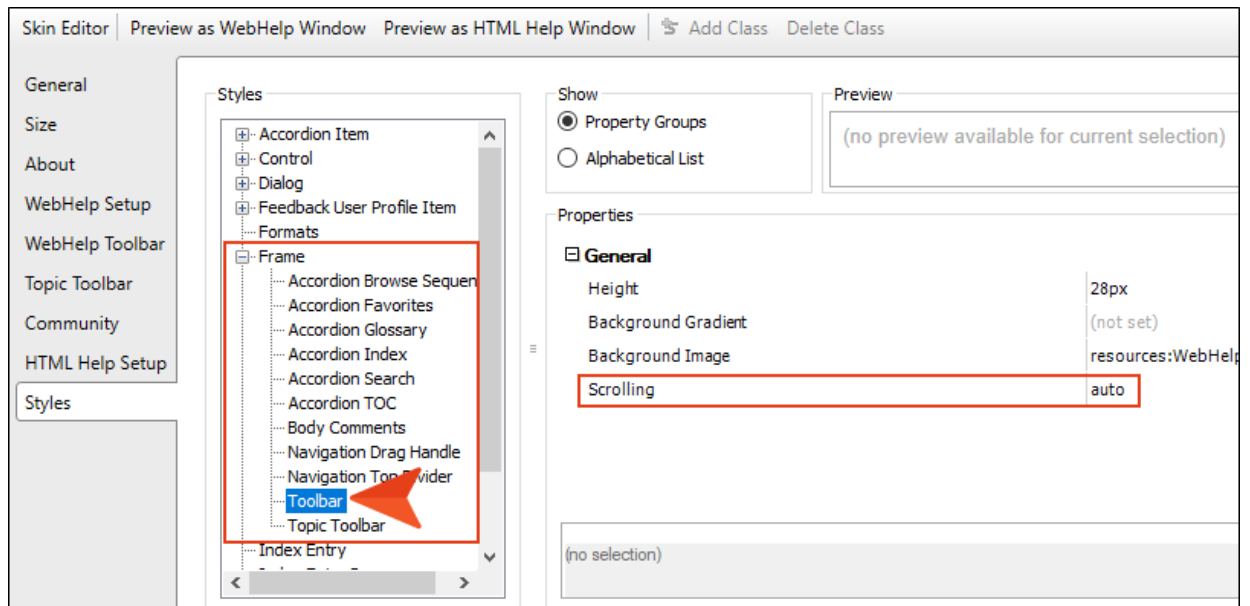 Skin Editor Preview as WebHelp Window Preview as HTML Help Window Add Class Delete Class
General
Size
About
WebHelp Setup
WebHelp Toolbar
Topic Toolbar
Community
HTML Help Setup
Styles
Styles
Accordion Item
Control
Dialog
Feedback User Profile Item
Formats
Frame
Accordion Browse Sequen
Accordion Favorites
Accordion Glossary
Accordion Index
Accordion Search
Accordion TOC
Body Comments
Navigation Drag Handle
Navigation Top Divider
Toolbar
Topic Toolbar
Index Entry
Show
Property Groups
Alphabetical List
Preview
(no preview available for current selection)
Properties
General
Height 28px
Background Gradient (not set)
Background Image resources:WebHelp
Scrolling auto
(no selection)